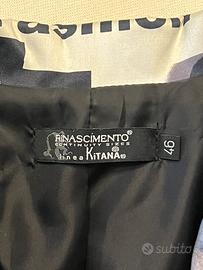 Fashion
RINASCIMENTO
CONTINUITY SIZES
linea KITANA®
46
subito